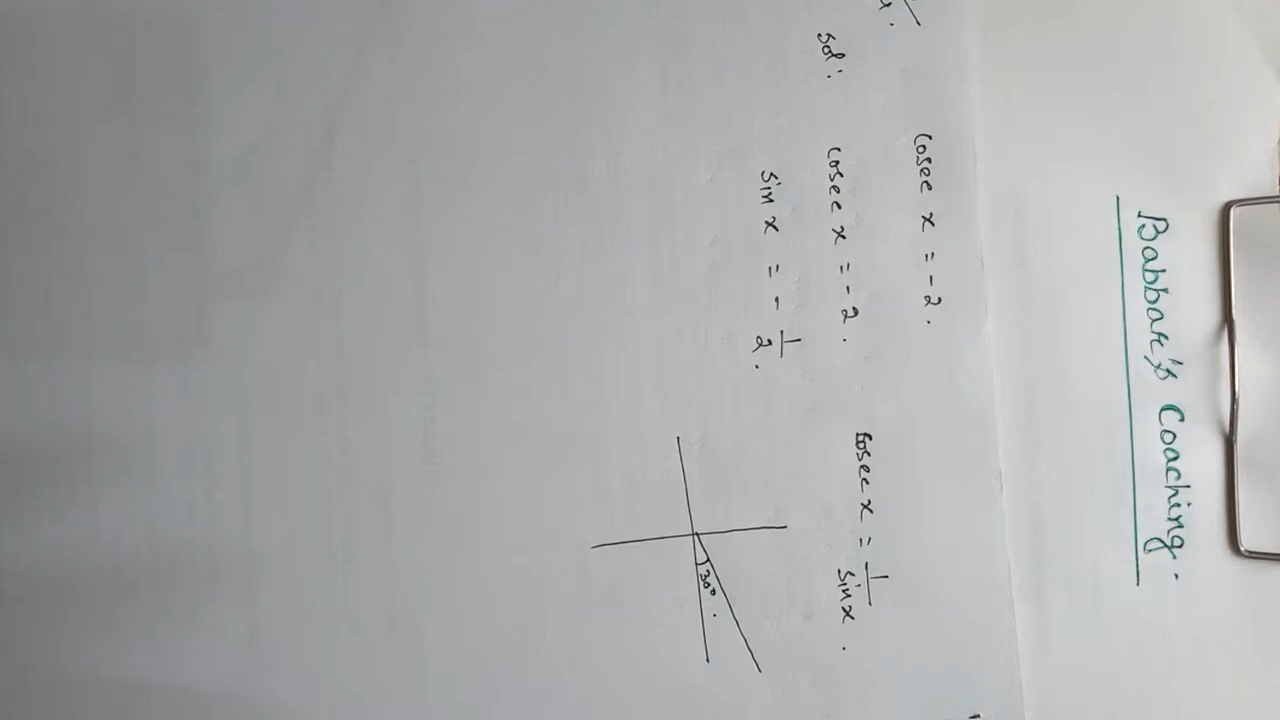 Babbar's Coaching.
cosec x = -2.
Sol: cosec x = -2. cosec x = 1/sin x.
sin x = - 1/2.
30°.